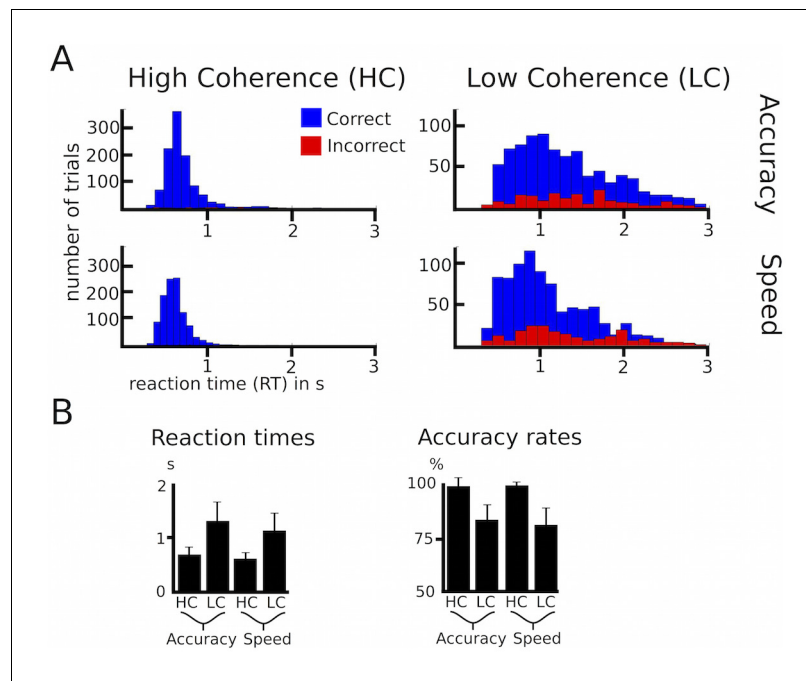 A
High Coherence (HC)
Low Coherence (LC)
Correct
Incorrect
300
200
100
1
2
3
100
50
1
2
3
Accuracy
number of trials
300
200
100
1
2
3
100
50
1
2
3
Speed
reaction time (RT) in s
B
Reaction times
Accuracy rates
s
2
1
0
HC LC HC LC
Accuracy Speed
%
100
75
50
HC LC HC LC
Accuracy Speed